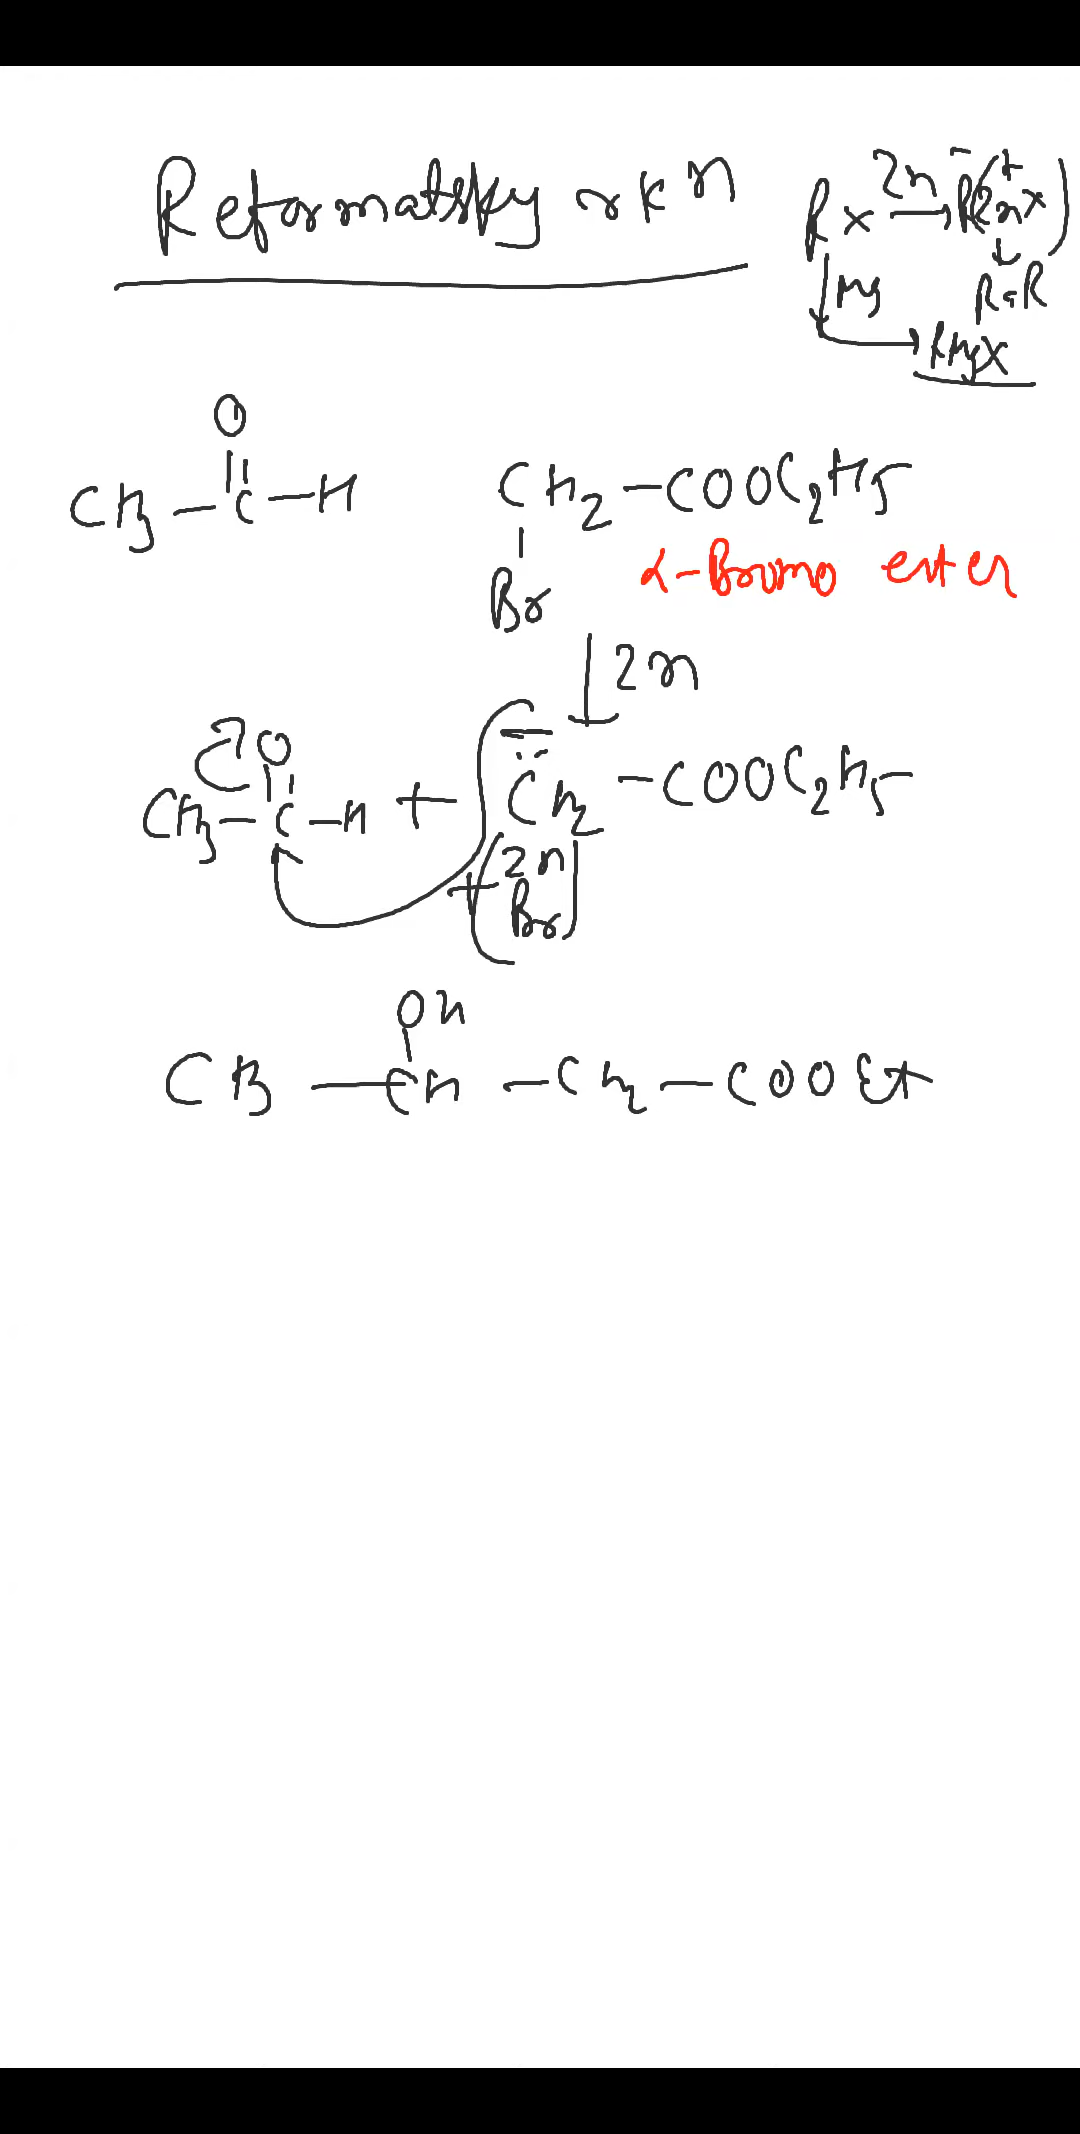 Reformatsky rxn
Rx Zn R⁻(Znx)⁺
Mg R-R
RMgX
O
CH3 - C - H CH2 - COOC2H5
Br α-Bromo ester
Zn
O
CH3 - C - H + CH2 - COOC2H5
Zn
Br
+
OH
CH3 - CH - CH2 - COOEt